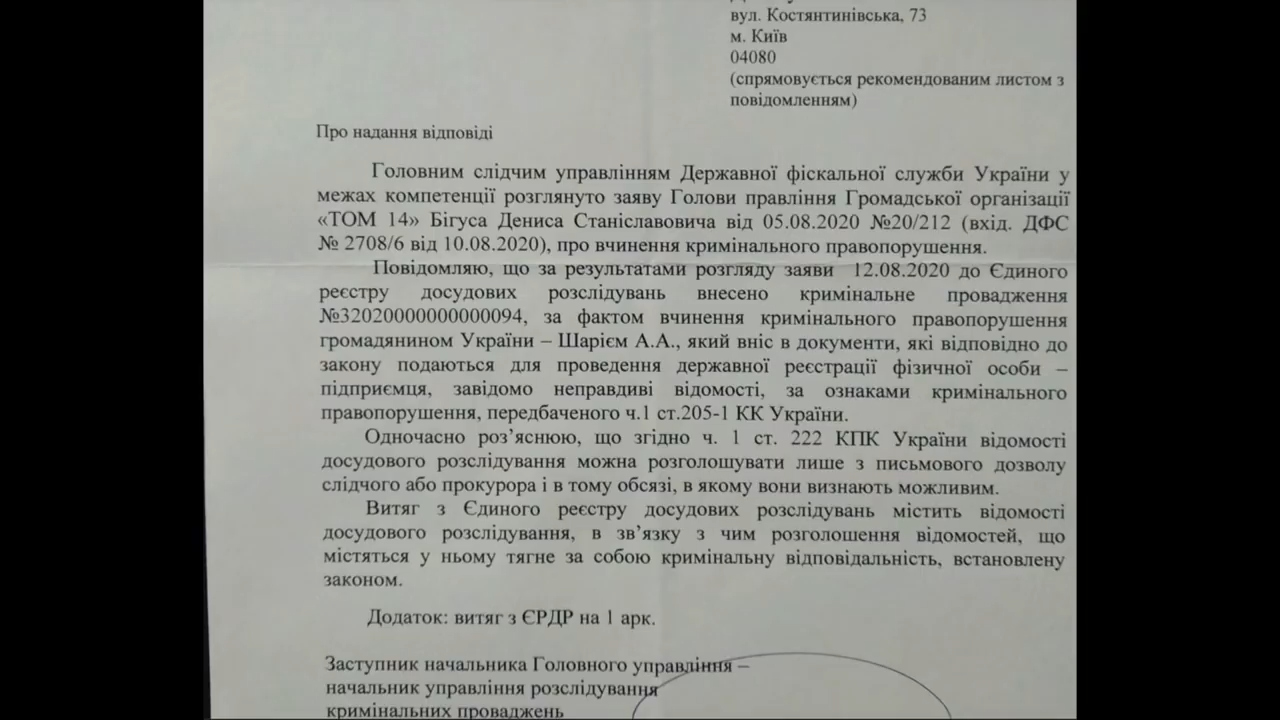 вул. Костянтинівська, 73
м. Київ
04080
(спрямовується рекомендованим листом з
повідомленням)
Про надання відповіді
Головним слідчим управлінням Державної фіскальної служби України у
межах компетенції розглянуто заяву Голови правління Громадської організації
«ТОМ 14» Бігуса Дениса Станіславовича від 05.08.2020 №20/212 (вхід. ДФС
№ 2708/6 від 10.08.2020), про вчинення кримінального правопорушення.
Повідомляю, що за результатами розгляду заяви 12.08.2020 до Єдиного
реєстру досудових розслідувань внесено кримінальне провадження
№32020000000000094, за фактом вчинення кримінального правопорушення
громадянином України – Шарієм А.А., який вніс в документи, які відповідно до
закону подаються для проведення державної реєстрації фізичної особи –
підприємця, завідомо неправдиві відомості, за ознаками кримінального
правопорушення, передбаченого ч.1 ст.205-1 КК України.
Одночасно роз’яснюю, що згідно ч. 1 ст. 222 КПК України відомості
досудового розслідування можна розголошувати лише з письмового дозволу
слідчого або прокурора і в тому обсязі, в якому вони визнають можливим.
Витяг з Єдиного реєстру досудових розслідувань містить відомості
досудового розслідування, в зв’язку з чим розголошення відомостей, що
містяться у ньому тягне за собою кримінальну відповідальність, встановлену
законом.
Додаток: витяг з ЄРДР на 1 арк.
Заступник начальника Головного управління –
начальник управління розслідування
кримінальних проваджень